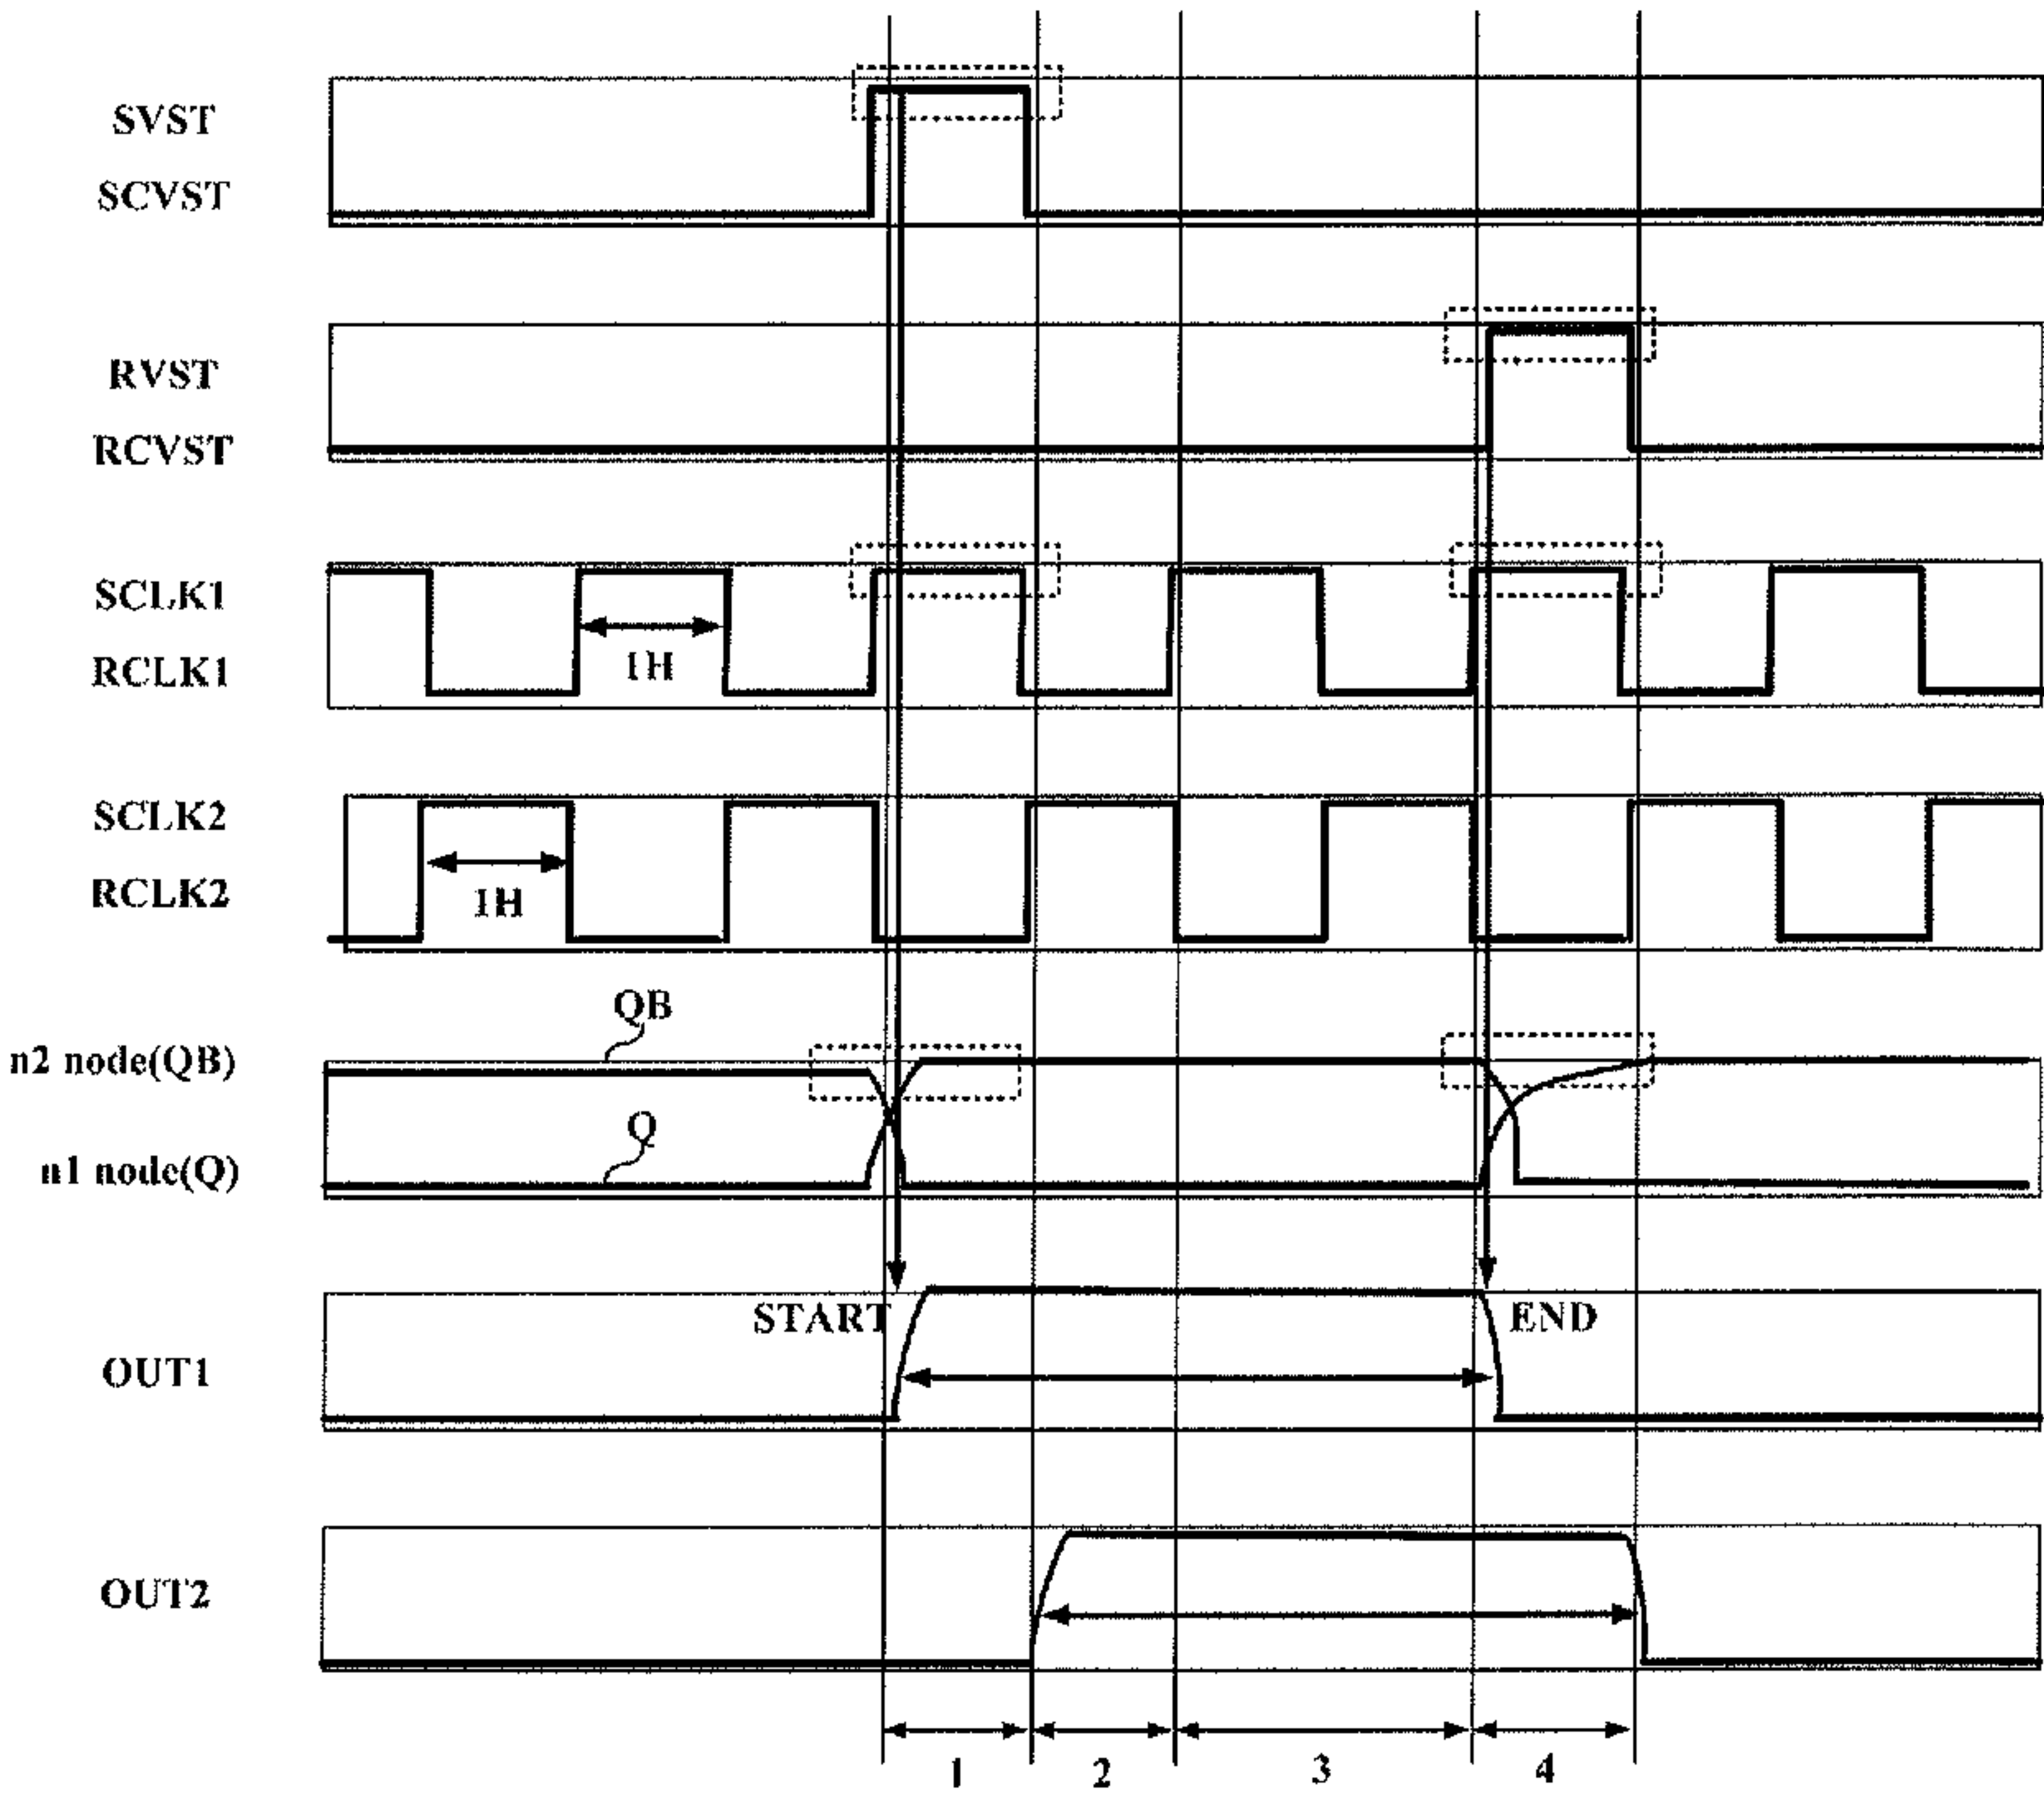 SVST
SCVST
RVST
RCVST
SCLK1
RCLK1
1H
SCLK2
RCLK2
1H
QB
n2 node(QB)
Q
n1 node(Q)
START
END
OUT1
OUT2
1
2
3
4